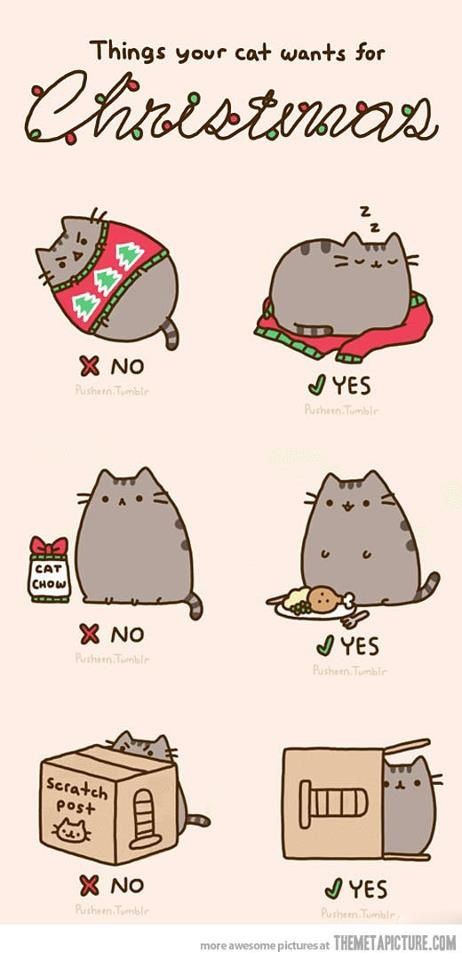 Things your cat wants for
Christmas
z
z
NO
YES
Pusheen.Tumblr
Pusheen.Tumblr
CAT
CHOW
NO
YES
Pusheen.Tumblr
Pusheen.Tumblr
Scratch
post
NO
YES
Pusheen.Tumblr
Pusheen.Tumblr
more awesome pictures at THEMETAPICTURE.COM